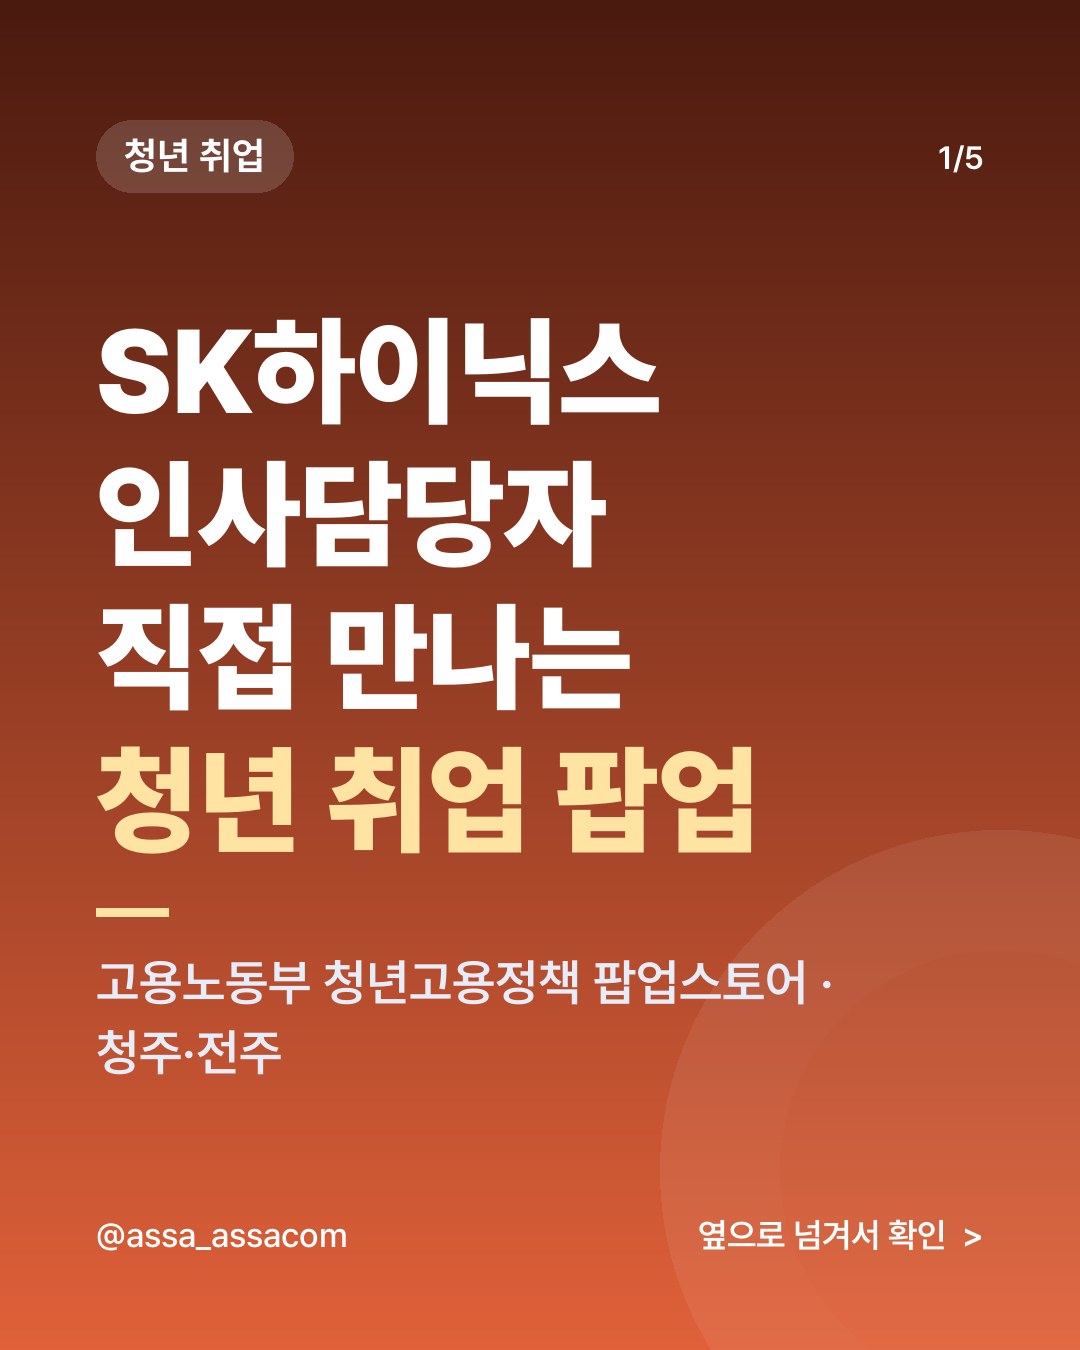 청년 취업
1/5
SK하이닉스
인사담당자
직접 만나는
청년 취업 팝업
고용노동부 청년고용정책 팝업스토어 ·
청주·전주
@assa_assacom
옆으로 넘겨서 확인 >